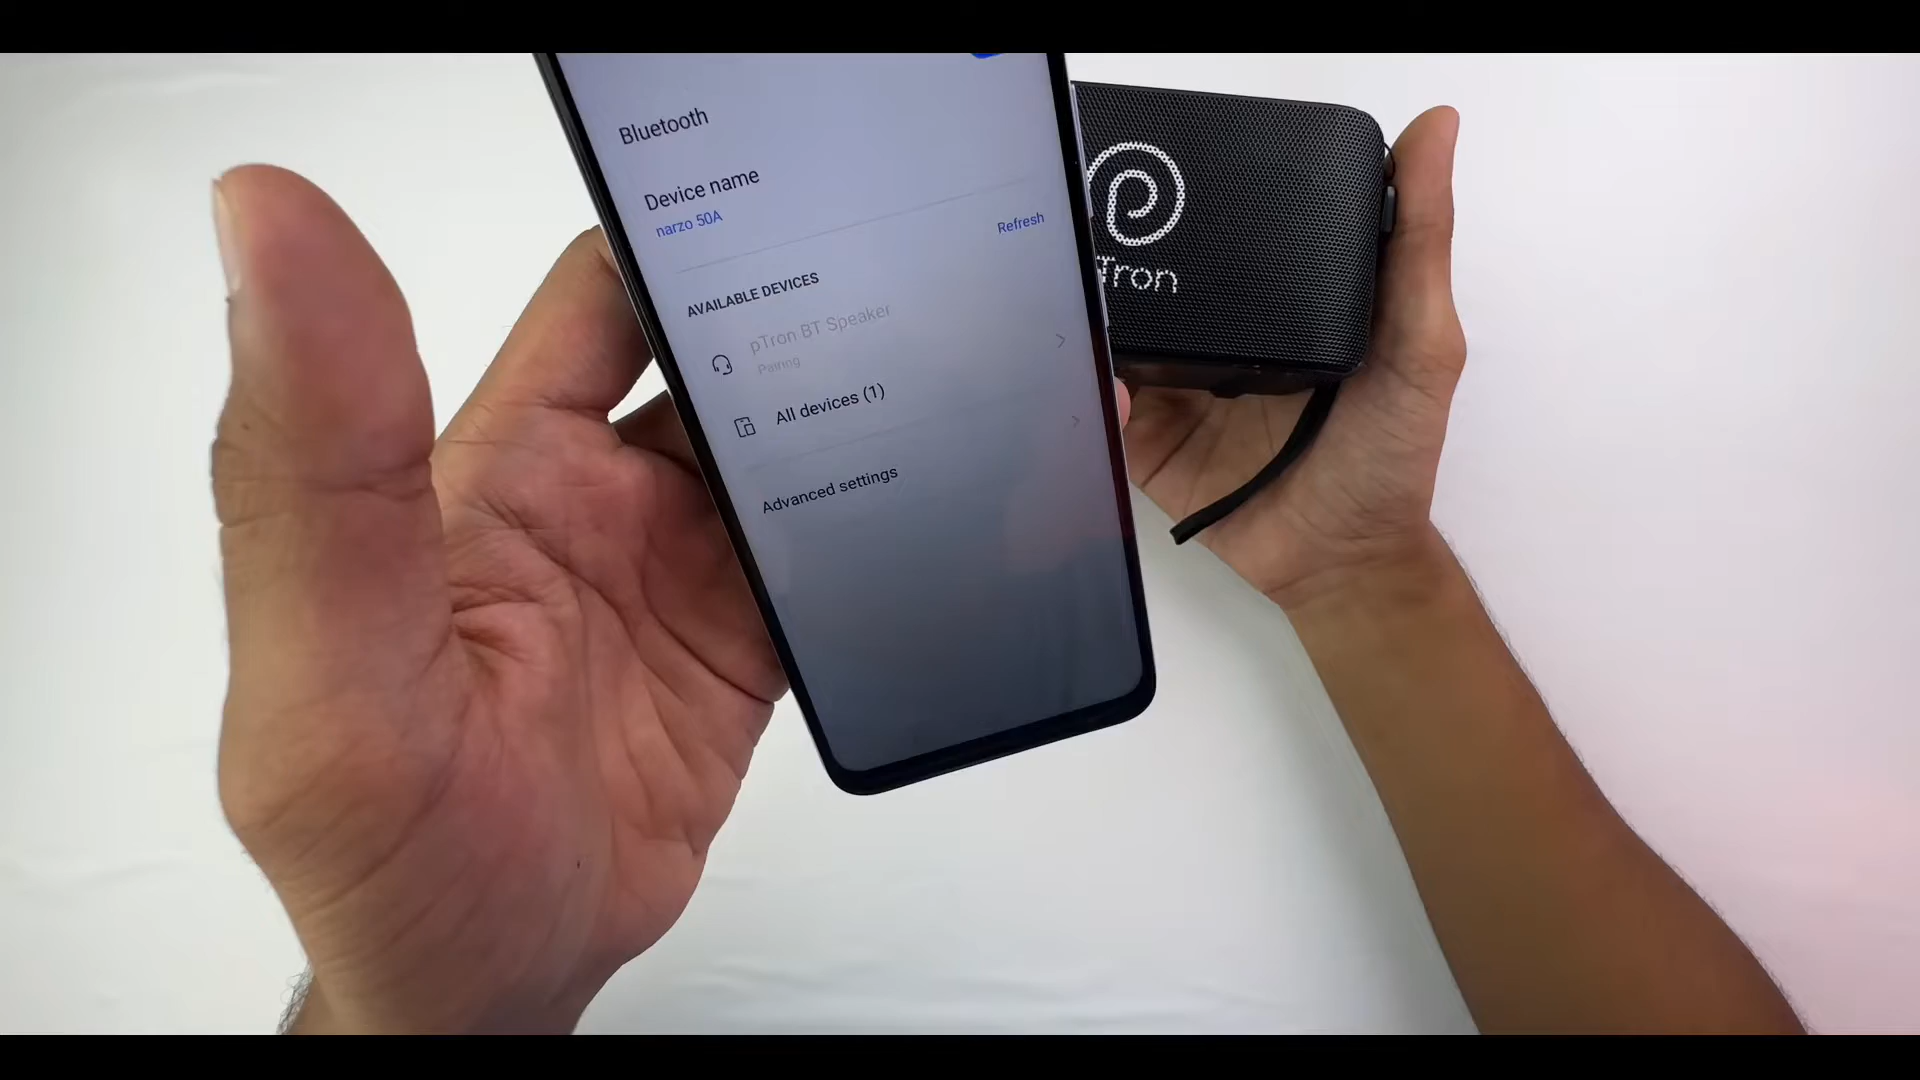 Bluetooth
Device name
narzo 50A
Refresh
AVAILABLE DEVICES
pTron BT Speaker
Pairing
All devices (1)
Advanced settings
Tron